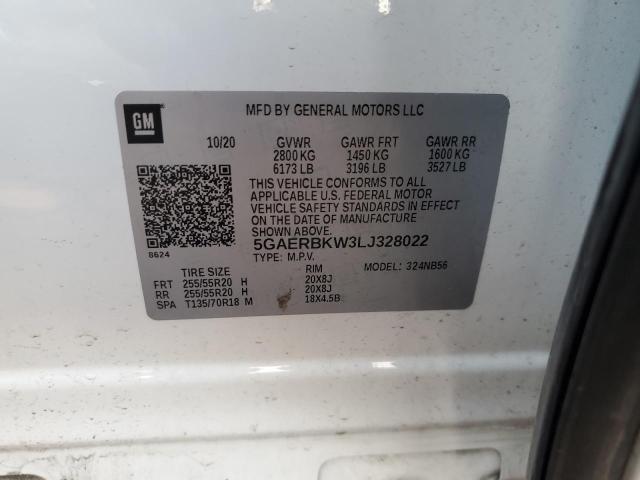 GM
MFD BY GENERAL MOTORS LLC
10/20 GVWR GAWR FRT GAWR RR
2800 KG 1450 KG 1600 KG
6173 LB 3196 LB 3527 LB
THIS VEHICLE CONFORMS TO ALL
APPLICABLE U.S. FEDERAL MOTOR
VEHICLE SAFETY STANDARDS IN EFFECT
ON THE DATE OF MANUFACTURE
SHOWN ABOVE.
8624
5GAERBKW3LJ328022
TYPE: M.P.V. MODEL: 324NB56
TIRE SIZE RIM
FRT 255/55R20 H 20X8J
RR 255/55R20 H 20X8J
SPA T135/70R18 M 18X4.5B